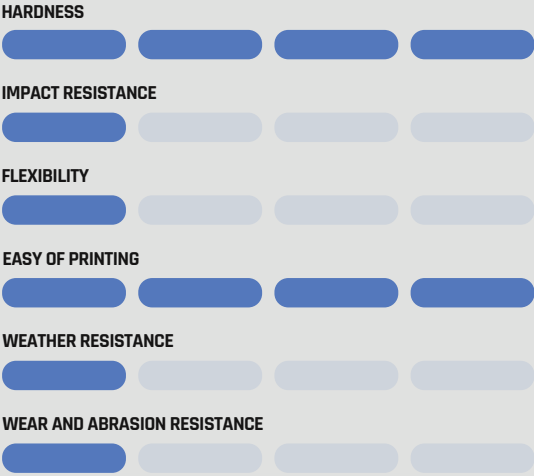 HARDNESS
IMPACT RESISTANCE
FLEXIBILITY
EASY OF PRINTING
WEATHER RESISTANCE
WEAR AND ABRASION RESISTANCE